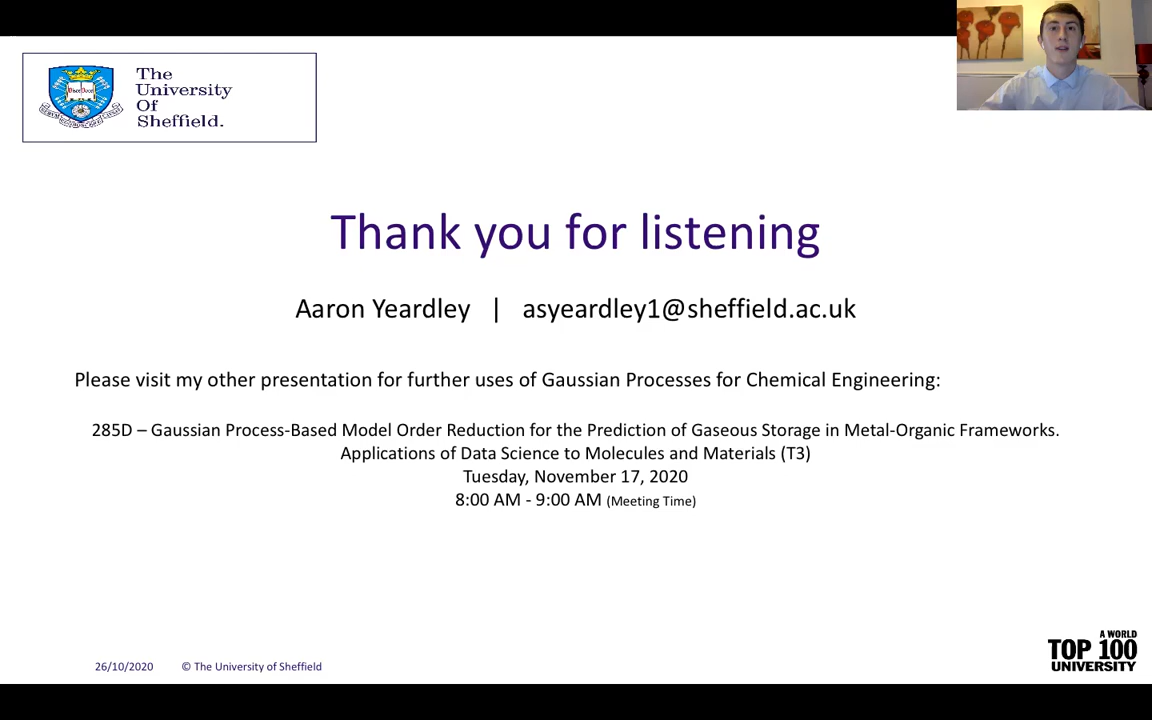 The
University
Of
Sheffield.
Thank you for listening
Aaron Yeardley | asyeardley1@sheffield.ac.uk
Please visit my other presentation for further uses of Gaussian Processes for Chemical Engineering:
285D – Gaussian Process-Based Model Order Reduction for the Prediction of Gaseous Storage in Metal-Organic Frameworks.
Applications of Data Science to Molecules and Materials (T3)
Tuesday, November 17, 2020
8:00 AM - 9:00 AM (Meeting Time)
26/10/2020 © The University of Sheffield
A WORLD
TOP 100
UNIVERSITY